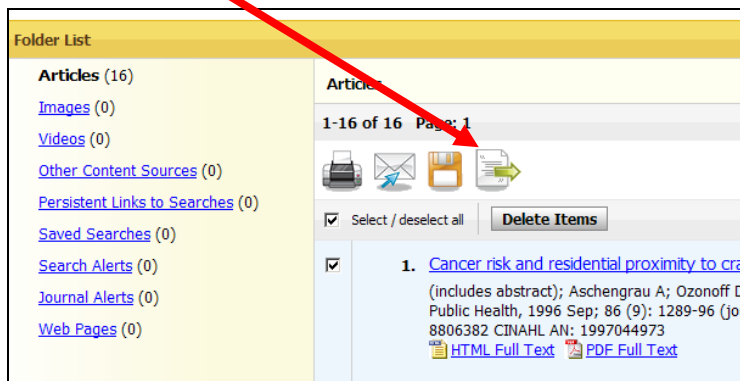 Folder List
Articles (16)
Images (0)
Videos (0)
Other Content Sources (0)
Persistent Links to Searches (0)
Saved Searches (0)
Search Alerts (0)
Journal Alerts (0)
Web Pages (0)
Articles
1-16 of 16 Page: 1
Select / deselect all Delete Items
1. Cancer risk and residential proximity to cra
(includes abstract); Aschengrau A; Ozonoff D
Public Health, 1996 Sep; 86 (9): 1289-96 (jo
8806382 CINAHL AN: 1997044973
HTML Full Text PDF Full Text